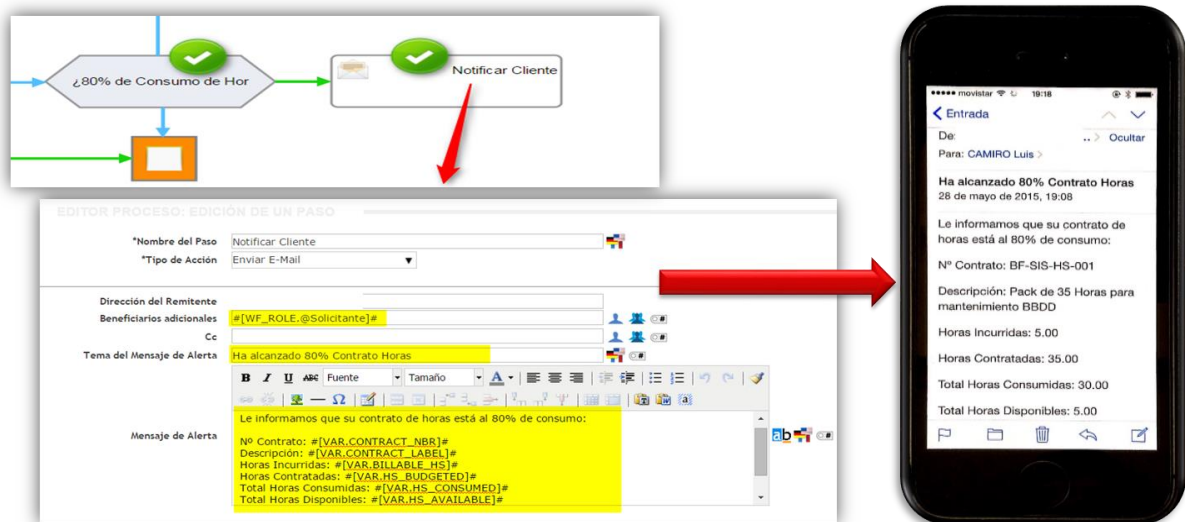 ¿80% de Consumo de Hor
Notificar Cliente
EDITOR PROCESO: EDICIÓN DE UN PASO
*Nombre del Paso Notificar Cliente
*Tipo de Acción Enviar E-Mail
Dirección del Remitente
Beneficiarios adicionales #[WF_ROLE.@Solicitante]#
Cc
Tema del Mensaje de Alerta Ha alcanzado 80% Contrato Horas
B I U ABC Fuente Tamaño A
Mensaje de Alerta
Le informamos que su contrato de horas está al 80% de consumo:
Nº Contrato: #[VAR.CONTRACT_NBR]#
Descripción: #[VAR.CONTRACT_LABEL]#
Horas Incurridas: #[VAR.BILLABLE_HS]#
Horas Contratadas: #[VAR.HS_BUDGETED]#
Total Horas Consumidas: #[VAR.HS_CONSUMED]#
Total Horas Disponibles: #[VAR.HS_AVAILABLE]#
movistar 19:18
Entrada
De: .. Ocultar
Para: CAMIRO Luis
Ha alcanzado 80% Contrato Horas
28 de mayo de 2015, 19:08
Le informamos que su contrato de
horas está al 80% de consumo:
Nº Contrato: BF-SIS-HS-001
Descripción: Pack de 35 Horas para
mantenimiento BBDD
Horas Incurridas: 5.00
Horas Contratadas: 35.00
Total Horas Consumidas: 30.00
Total Horas Disponibles: 5.00